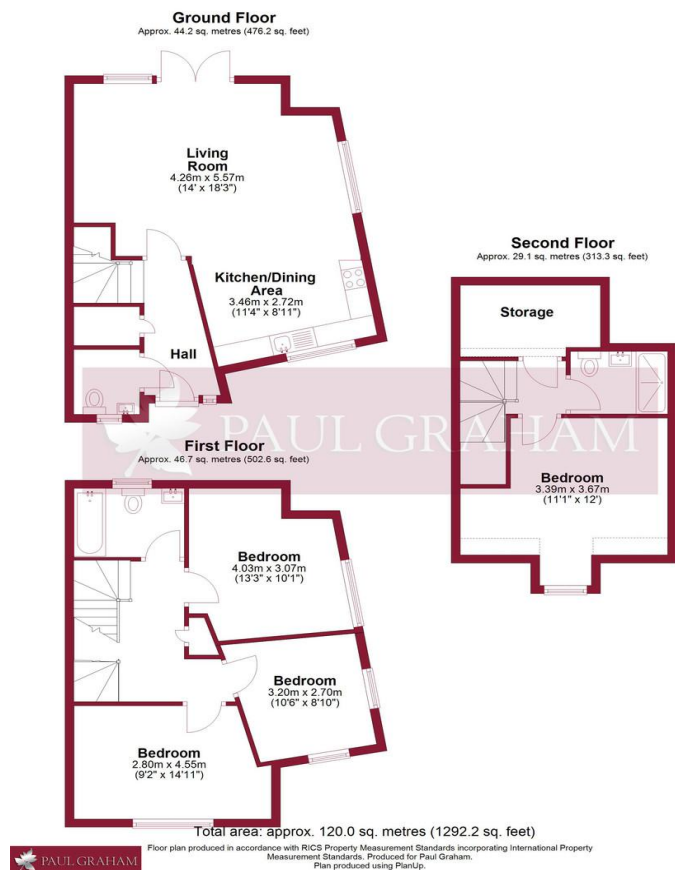 Ground Floor
Approx. 44.2 sq. metres (476.2 sq. feet)
Living
Room
4.26m x 5.57m
(14' x 18'3")
Kitchen/Dining
Area
3.46m x 2.72m
(11'4" x 8'11")
Hall
Second Floor
Approx. 29.1 sq. metres (313.3 sq. feet)
Storage
Bedroom
3.39m x 3.67m
(11'1" x 12')
PAUL GRAHAM
First Floor
Approx. 46.7 sq. metres (502.6 sq. feet)
Bedroom
4.03m x 3.07m
(13'3" x 10'1")
Bedroom
3.20m x 2.70m
(10'6" x 8'10")
Bedroom
2.80m x 4.55m
(9'2" x 14'11")
Total area: approx. 120.0 sq. metres (1292.2 sq. feet)
Floor plan produced in accordance with RICS Property Measurement Standards incorporating International Property
Measurement Standards. Produced for Paul Graham.
Plan produced using PlanUp.
PAUL GRAHAM